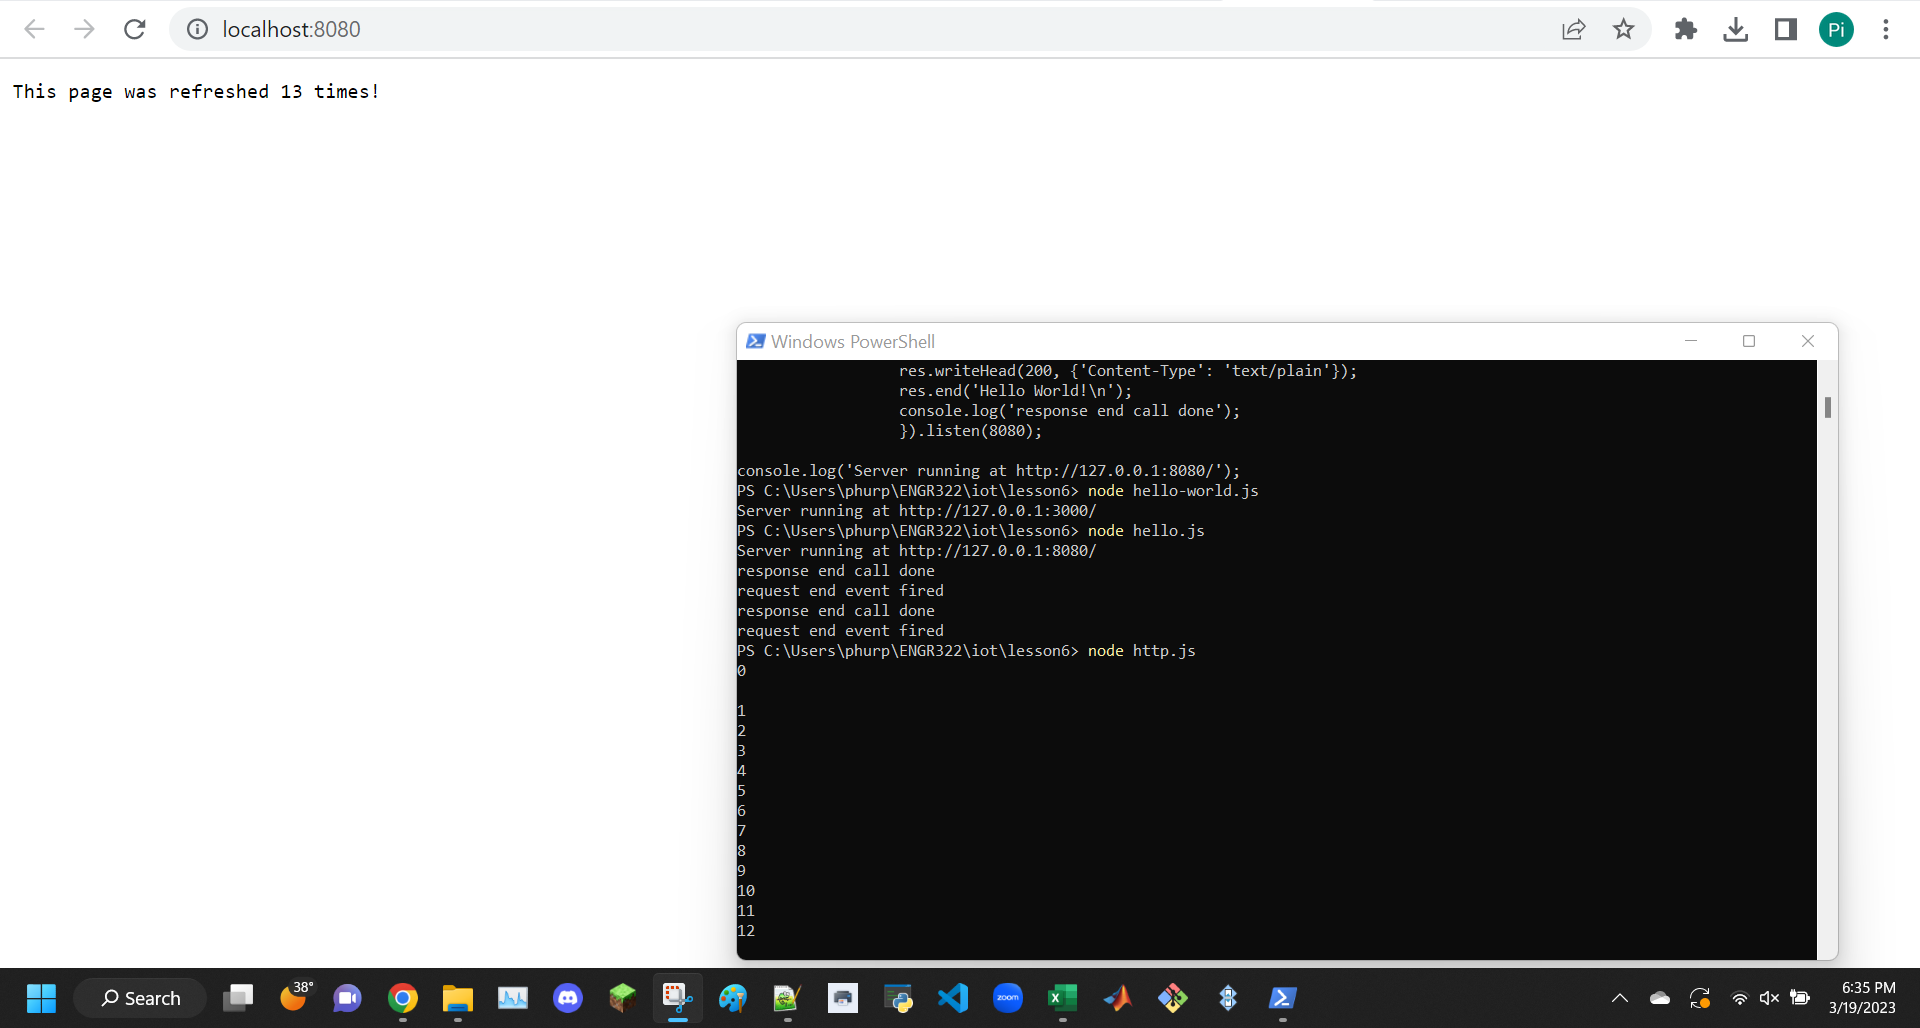 localhost:8080
Pi
This page was refreshed 13 times!
Windows PowerShell
res.writeHead(200, {'Content-Type': 'text/plain'});
res.end('Hello World!\n');
console.log('response end call done');
}).listen(8080);
console.log('Server running at http://127.0.0.1:8080/');
PS C:\Users\phurp\ENGR322\iot\lesson6> node hello-world.js
Server running at http://127.0.0.1:3000/
PS C:\Users\phurp\ENGR322\iot\lesson6> node hello.js
Server running at http://127.0.0.1:8080/
response end call done
request end event fired
response end call done
request end event fired
PS C:\Users\phurp\ENGR322\iot\lesson6> node http.js
0
1
2
3
4
5
6
7
8
9
10
11
12
Search
38°
zoom
6:35 PM
3/19/2023